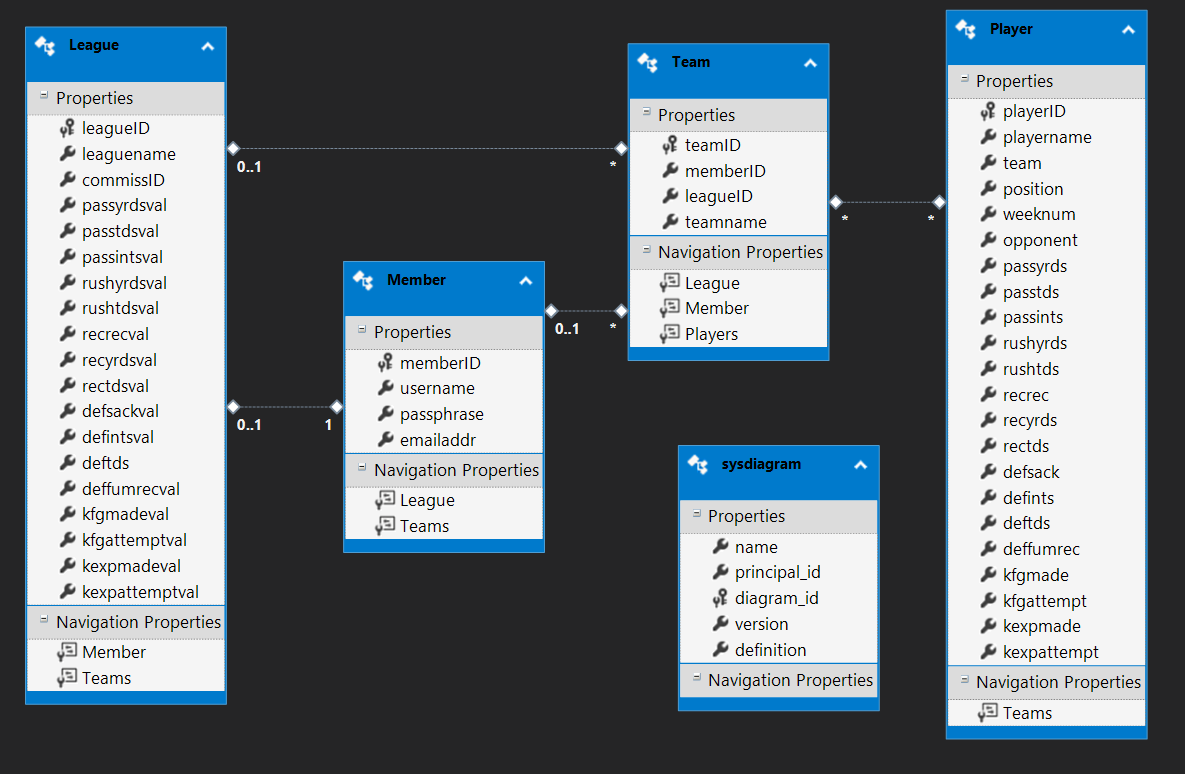 League
Properties
leagueID
leaguename
commissID
passyrdsval
passtdsval
passintsval
rushyrdsval
rushtdsval
recrecval
recyrdsval
rectdsval
defsackval
defintsval
deftds
deffumrecval
kfgmadeval
kfgattemptval
kexpmadeval
kexpattemptval
Navigation Properties
Member
Teams
0..1
*
0..1
1
Member
Properties
memberID
username
passphrase
emailaddr
Navigation Properties
League
Teams
0..1
*
Team
Properties
teamID
memberID
leagueID
teamname
Navigation Properties
League
Member
Players
*
*
sysdiagram
Properties
name
principal_id
diagram_id
version
definition
Navigation Properties
Player
Properties
playerID
playername
team
position
weeknum
opponent
passyrds
passtds
passints
rushyrds
rushtds
recrec
recyrds
rectds
defsack
defints
deftds
deffumrec
kfgmade
kfgattempt
kexpmade
kexpattempt
Navigation Properties
Teams